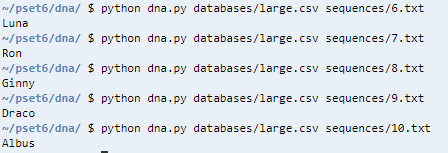 ~/pset6/dna/ $ python dna.py databases/large.csv sequences/6.txt
Luna
~/pset6/dna/ $ python dna.py databases/large.csv sequences/7.txt
Ron
~/pset6/dna/ $ python dna.py databases/large.csv sequences/8.txt
Ginny
~/pset6/dna/ $ python dna.py databases/large.csv sequences/9.txt
Draco
~/pset6/dna/ $ python dna.py databases/large.csv sequences/10.txt
Albus